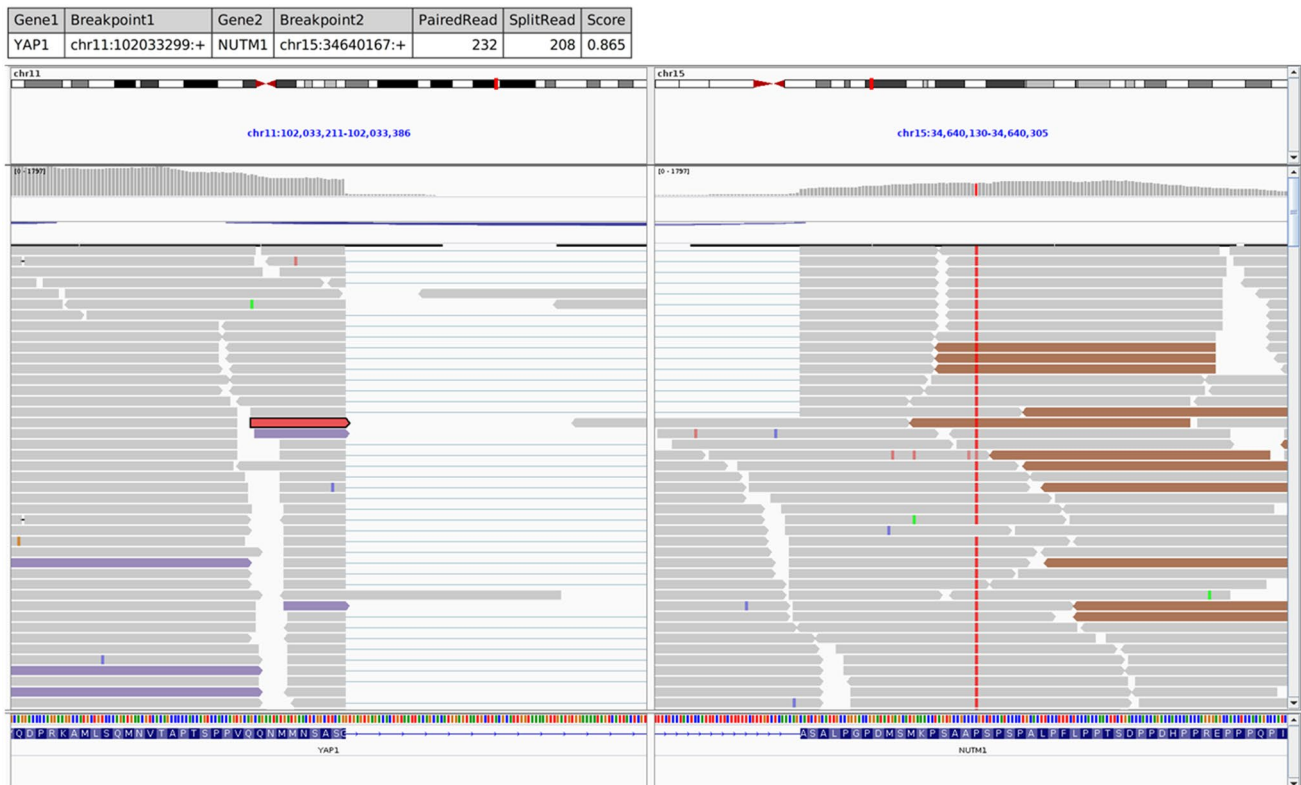 Gene1 Breakpoint1 Gene2 Breakpoint2 PairedRead SplitRead Score
YAP1 chr11:102033299:+ NUTM1 chr15:34640167:+ 232 208 0.865
chr11 chr15
chr11:102,033,211-102,033,386 chr15:34,640,130-34,640,305
[0 - 1797] [0 - 1797]
Q D P R K A M L S Q M N V T A P T S P P V Q Q N M M N S A S G A S A L P G P D M S M K P S A A P S P S P A L P F L P P T S D P P D H P P R E P P P Q P I
YAP1 NUTM1